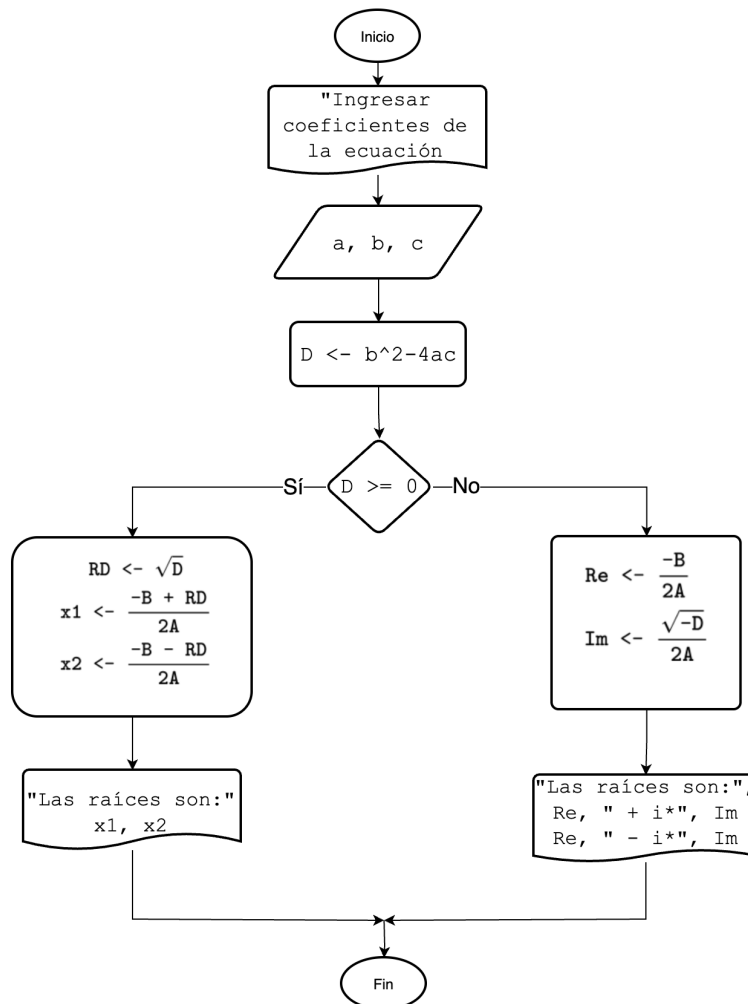 Inicio
"Ingresar
coeficientes de
la ecuación
a, b, c
D <- b^2-4ac
Sí
D >= 0
No
RD <- √D
x1 <- (-B + RD)/2A
x2 <- (-B - RD)/2A
Re <- -B/2A
Im <- √-D/2A
"Las raíces son:"
x1, x2
"Las raíces son:",
Re, " + i*", Im
Re, " - i*", Im
Fin